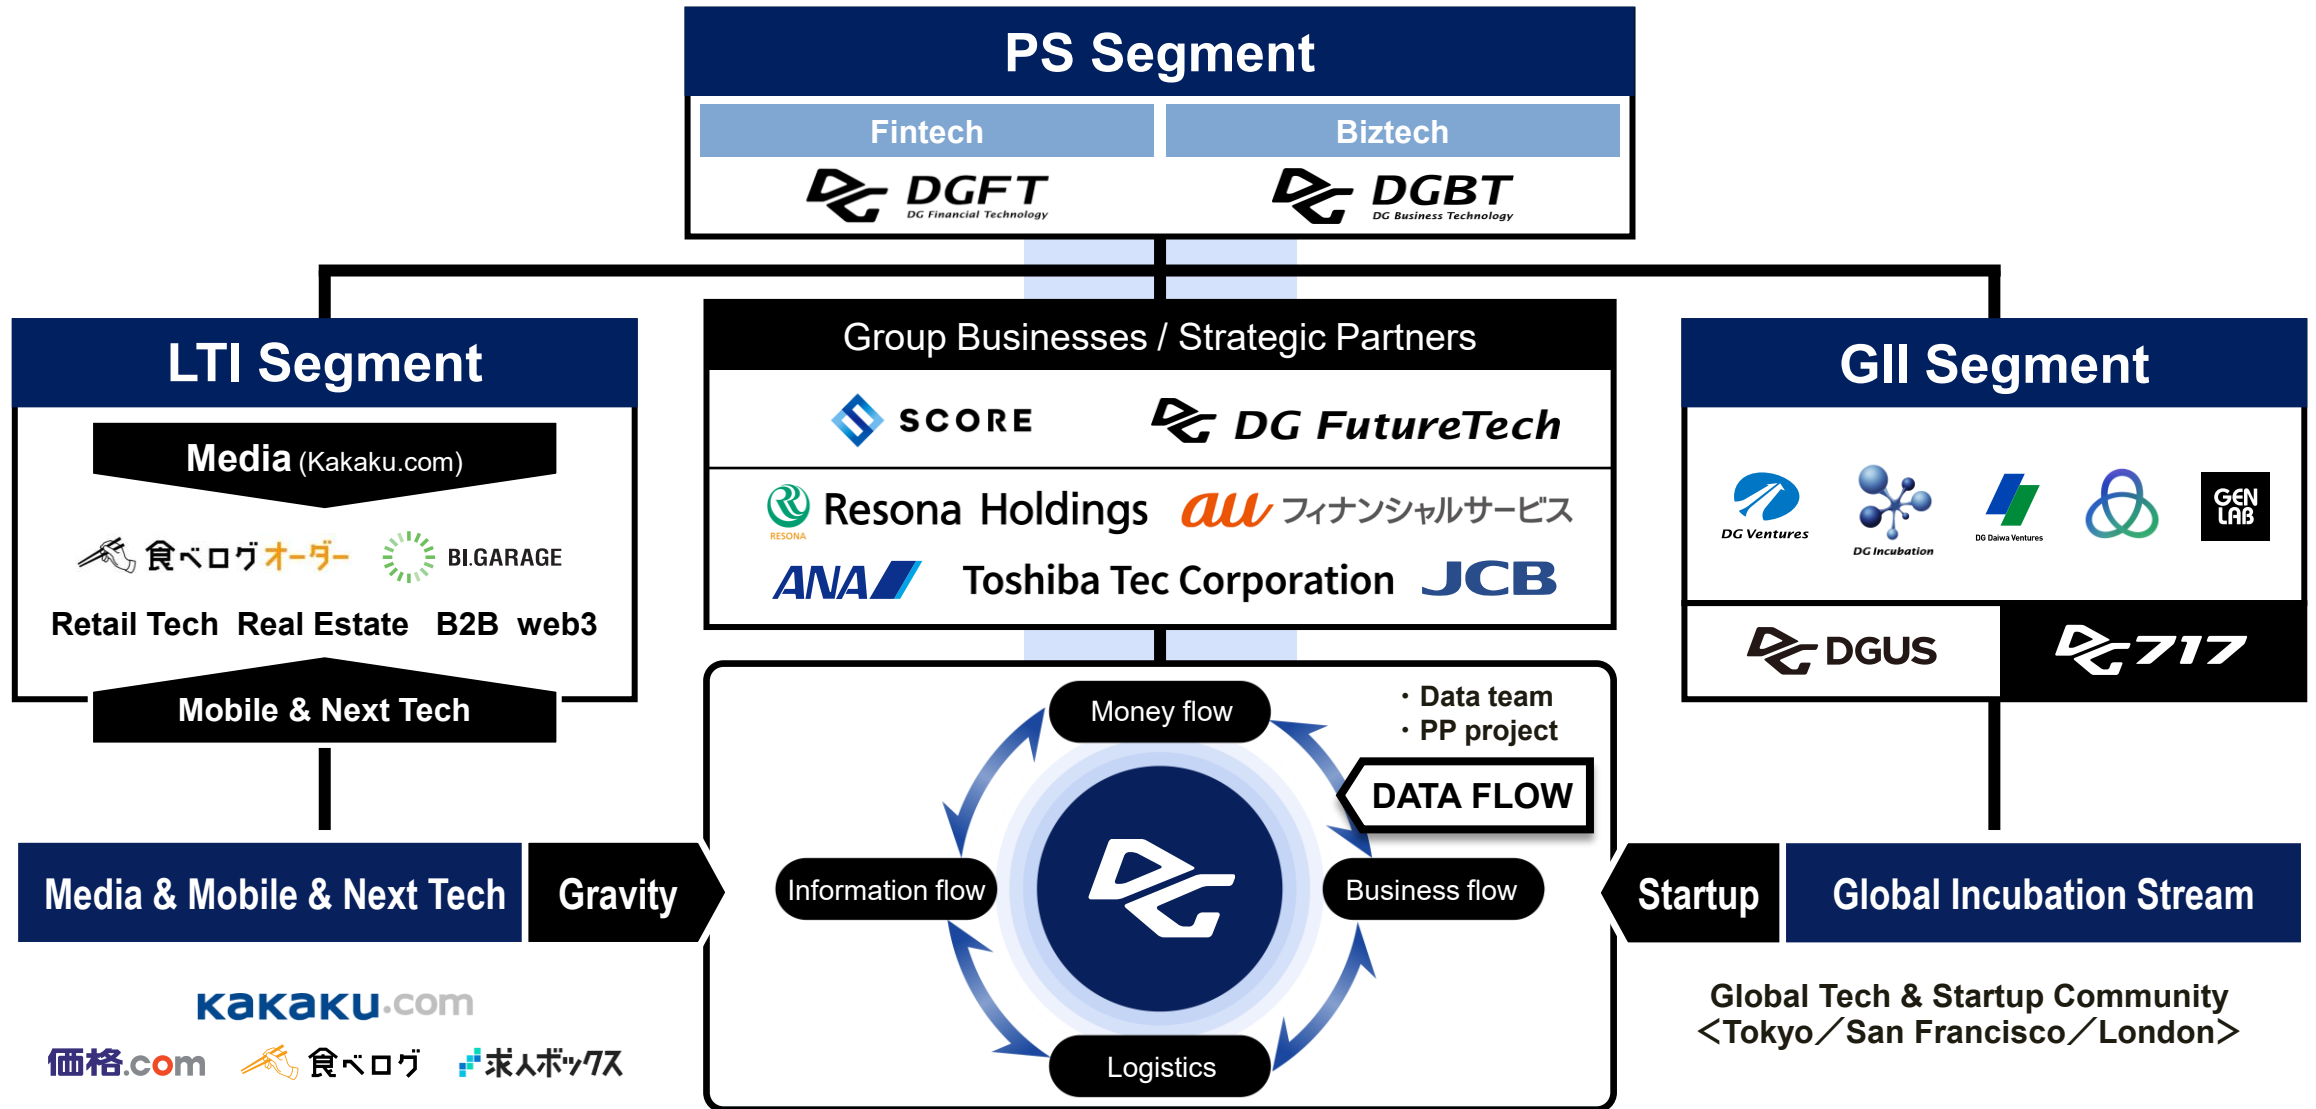 PS Segment
Fintech
Biztech
DGFT
DG Financial Technology
DGBT
DG Business Technology
LTI Segment
Media (Kakaku.com)
食べログオーダー
BI.GARAGE
Retail Tech Real Estate B2B web3
Mobile & Next Tech
Group Businesses / Strategic Partners
SCORE
DG FutureTech
RESONA
Resona Holdings
au フィナンシャルサービス
ANA
Toshiba Tec Corporation
JCB
GII Segment
DG Ventures
DG Incubation
DG Daiwa Ventures
GEN
LAB
DGUS
717
Money flow
・Data team
・PP project
DATA FLOW
Information flow
Business flow
Logistics
Media & Mobile & Next Tech
Gravity
Startup
Global Incubation Stream
kakaku.com
価格.com
食べログ
求人ボックス
Global Tech & Startup Community
＜Tokyo／San Francisco／London＞